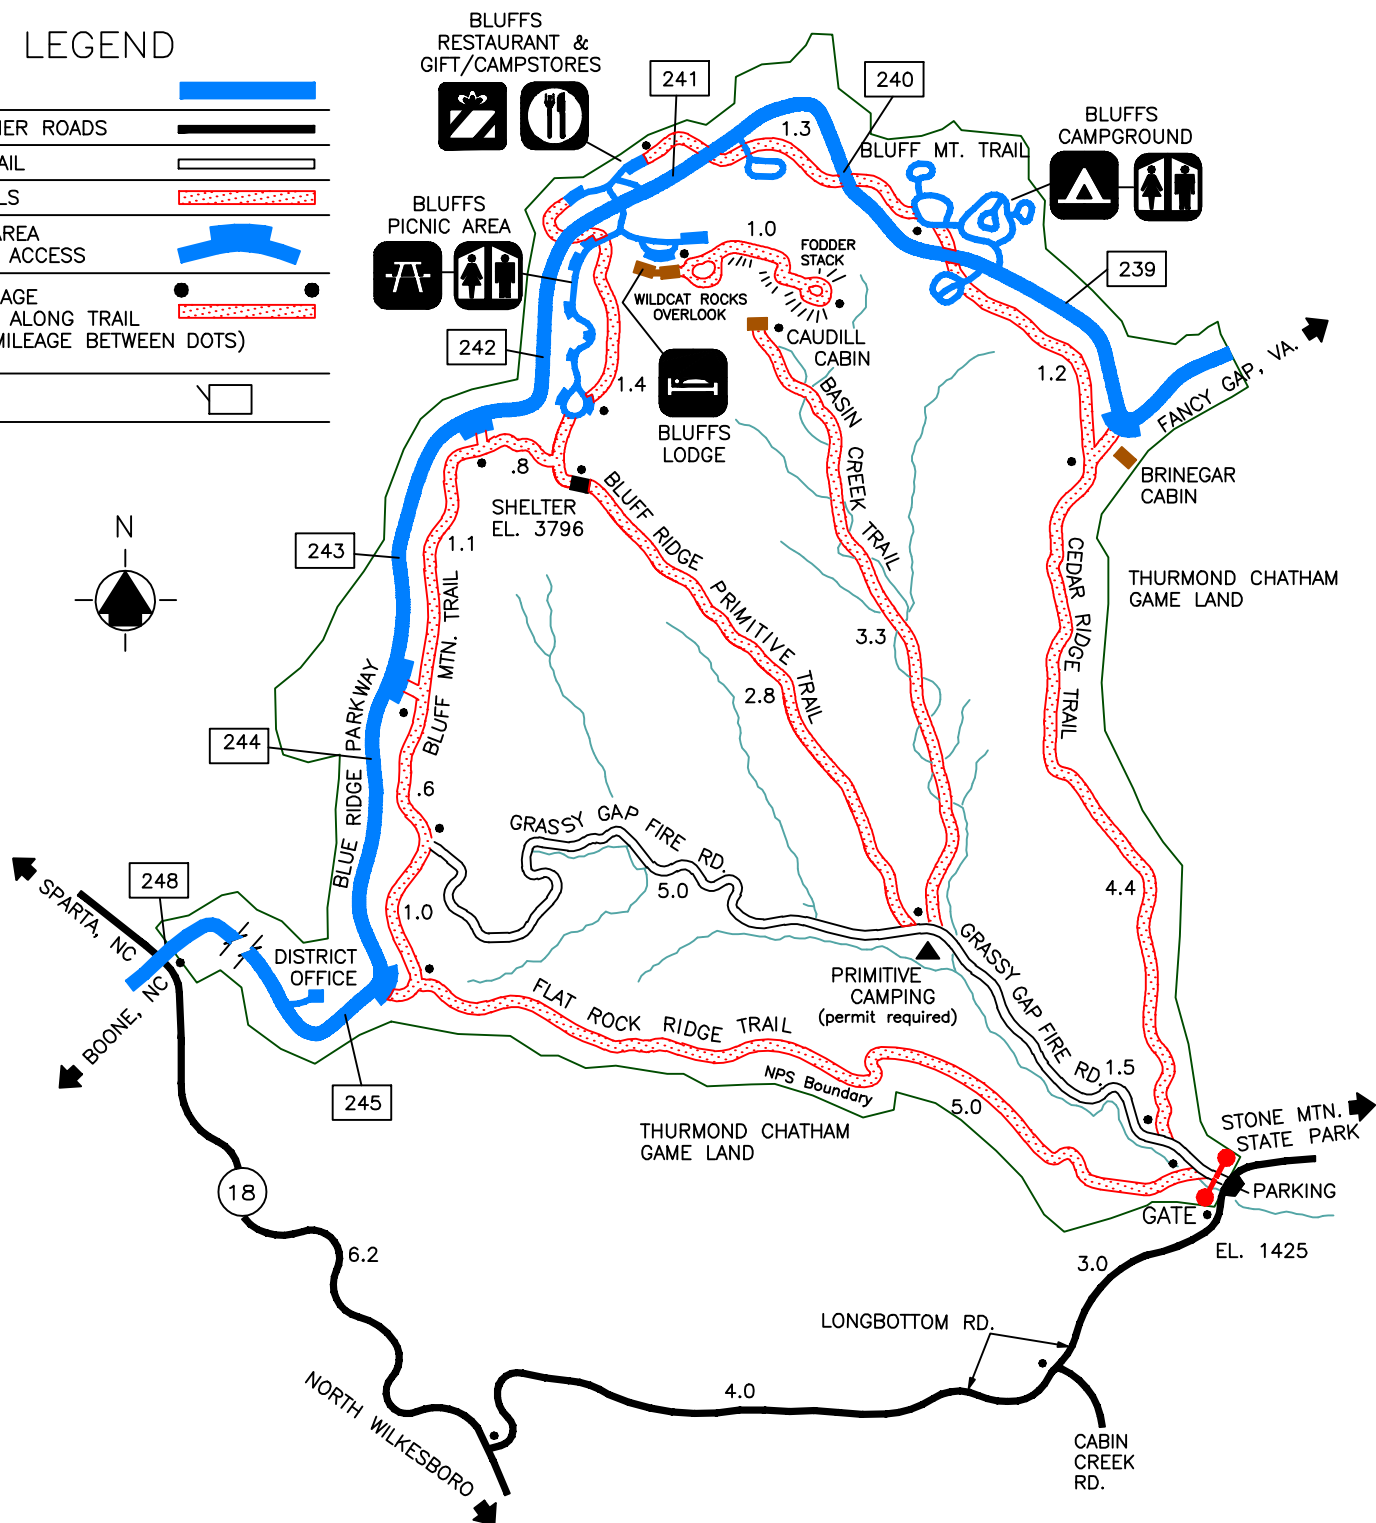 LEGEND
ER ROADS
AIL
LS
AREA
ACCESS
AGE
ALONG TRAIL
MILEAGE BETWEEN DOTS)
BLUFFS
RESTAURANT &
GIFT/CAMPSTORES
241
240
1.3
BLUFF MT. TRAIL
BLUFFS
CAMPGROUND
BLUFFS
PICNIC AREA
1.0
FODDER
STACK
239
WILDCAT ROCKS
OVERLOOK
CAUDILL
CABIN
242
1.4
1.2
FANCY GAP, VA.
BLUFFS
LODGE
BASIN
CREEK
TRAIL
BRINEGAR
CABIN
.8
SHELTER
EL. 3796
BLUFF RIDGE PRIMITIVE TRAIL
N
243
1.1
BLUFF MTN. TRAIL
CEDAR RIDGE TRAIL
THURMOND CHATHAM
GAME LAND
3.3
2.8
244
BLUE RIDGE PARKWAY
.6
GRASSY GAP FIRE RD.
5.0
4.4
248
SPARTA, NC
1.0
DISTRICT
OFFICE
BOONE, NC
GRASSY GAP FIRE RD.
PRIMITIVE
CAMPING
(permit required)
FLAT ROCK RIDGE TRAIL
1.5
NPS Boundary
5.0
245
THURMOND CHATHAM
GAME LAND
STONE MTN.
STATE PARK
PARKING
GATE
18
EL. 1425
6.2
3.0
LONGBOTTOM RD.
NORTH WILKESBORO
4.0
CABIN
CREEK
RD.